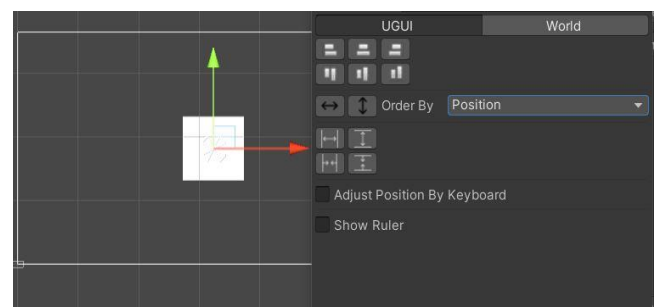 UGUI World
Order By Position
Adjust Position By Keyboard
Show Ruler